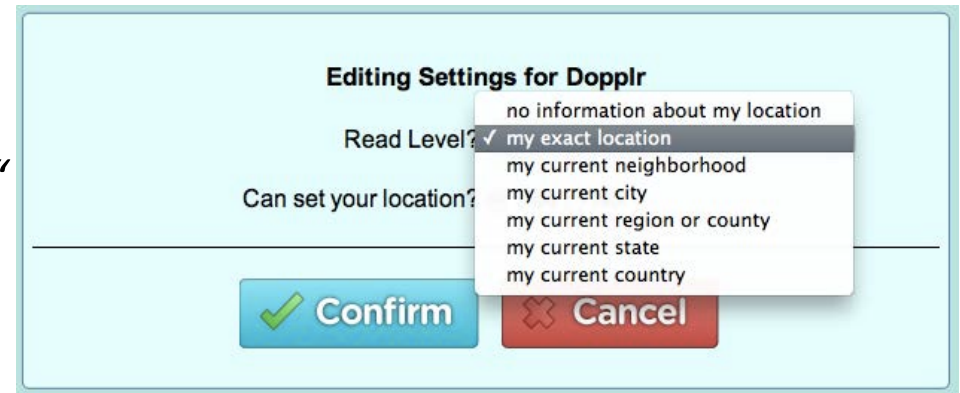 Editing Settings for Dopplr
no information about my location
Read Level? ✓ my exact location
my current neighborhood
Can set your location? my current city
my current region or county
my current state
my current country
Confirm Cancel